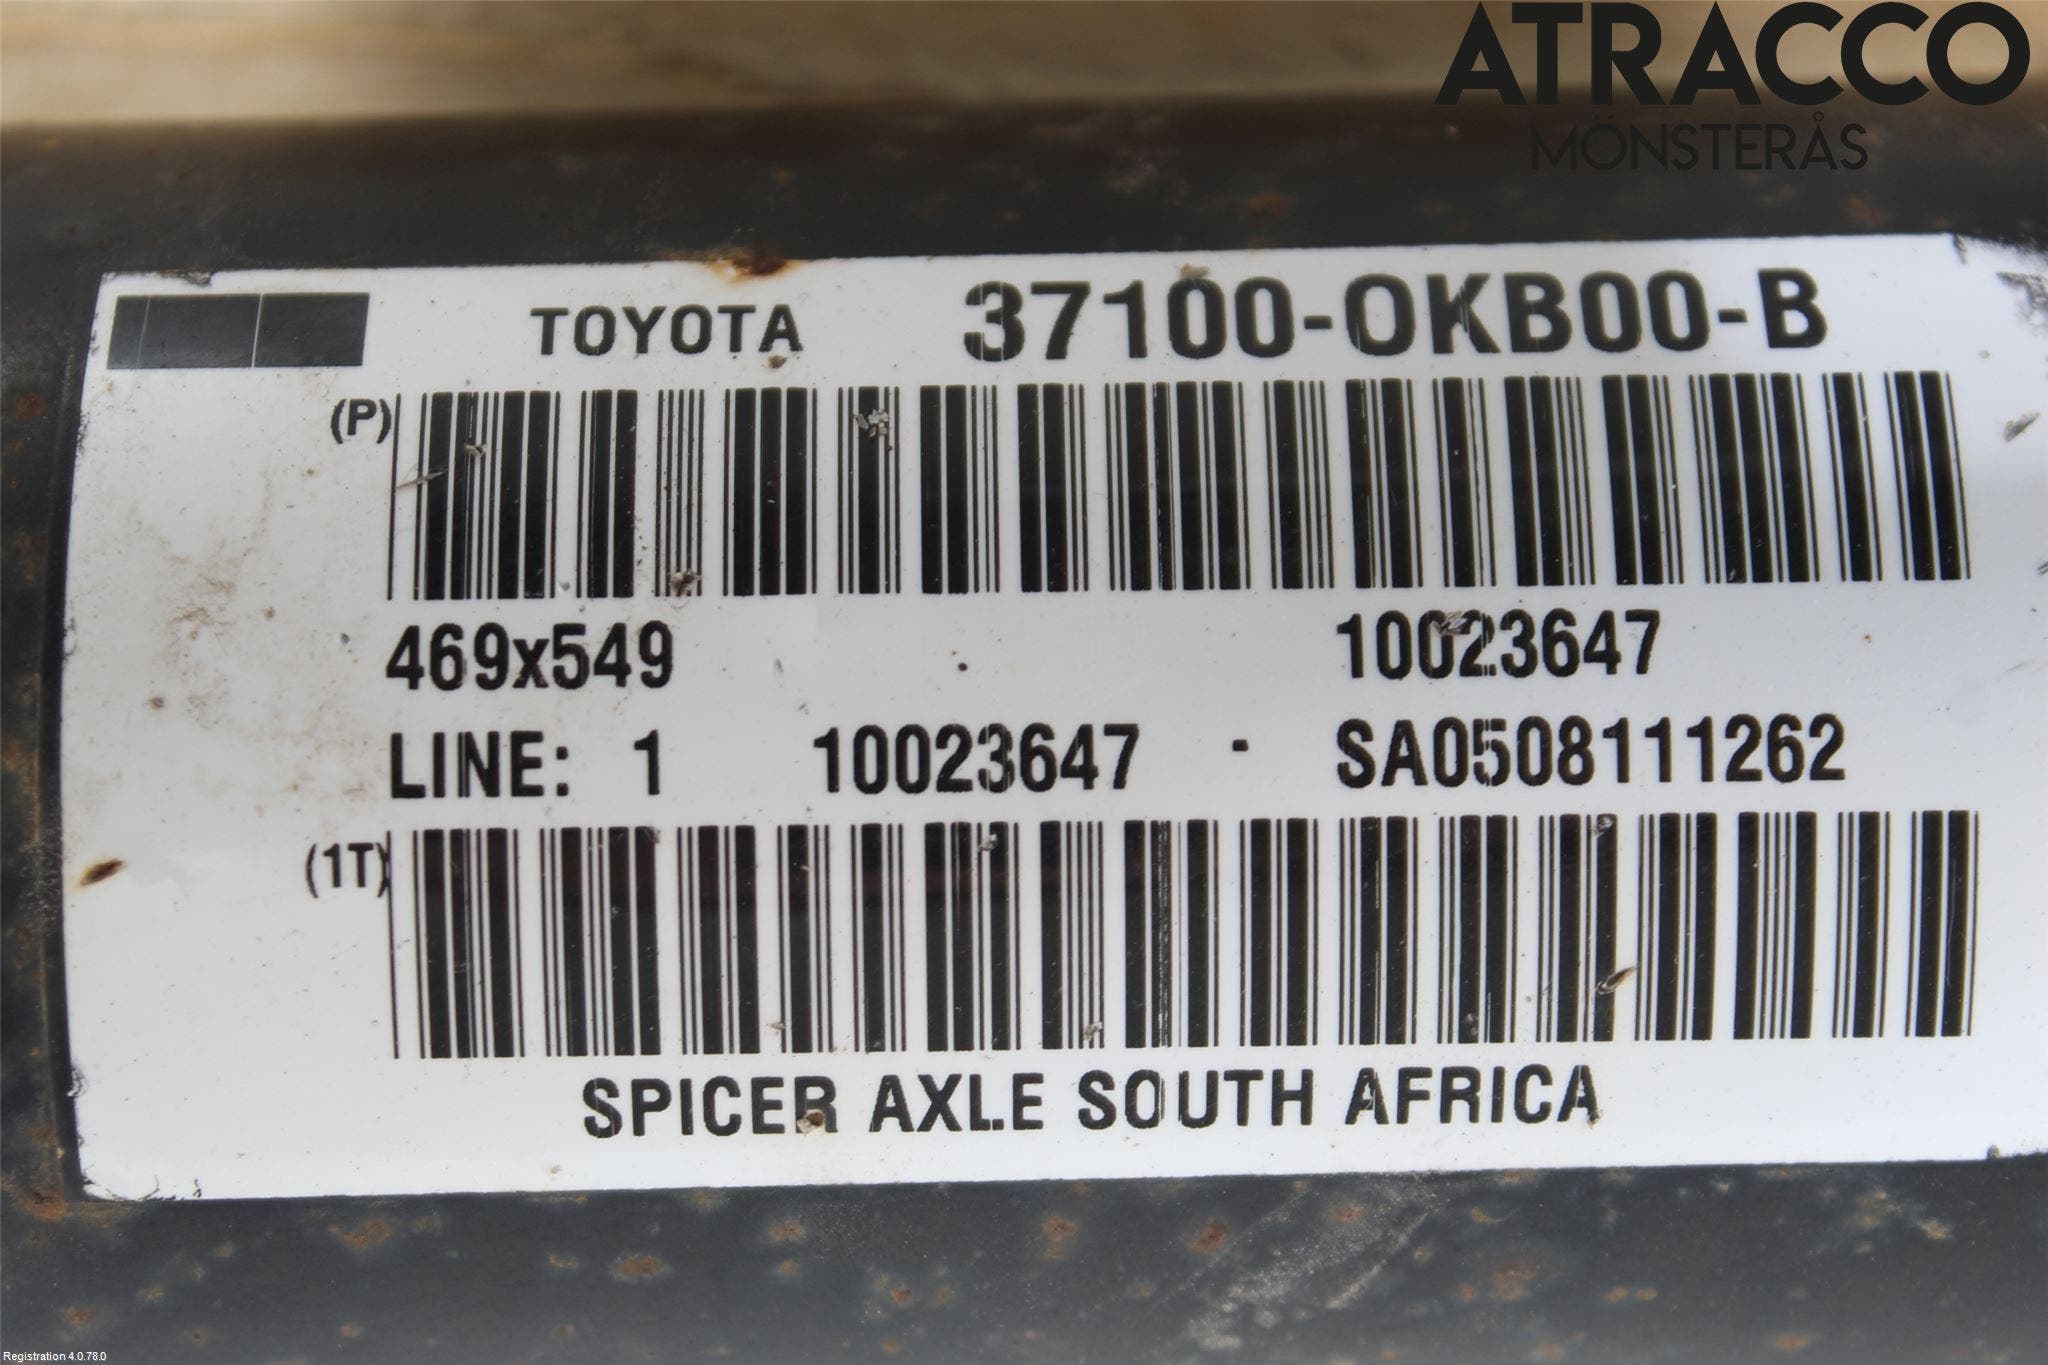 ATRACCO
MÖNSTERÅS
TOYOTA 37100-OKB00-B
(P)
469x549 10023647
LINE: 1 10023647 - SA0508111262
(1T)
SPICER AXLE SOUTH AFRICA
Registration 4.0.78.0